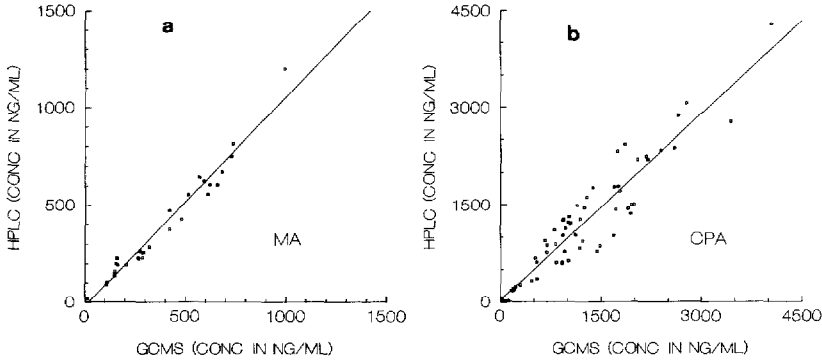 a
1500
1000
500
0
HPLC (CONC IN NG/ML)
MA
0 500 1000 1500
GCMS (CONC IN NG/ML)
b
4500
3000
1500
0
HPLC (CONC IN NG/ML)
CPA
0 1500 3000 4500
GCMS (CONC IN NG/ML)